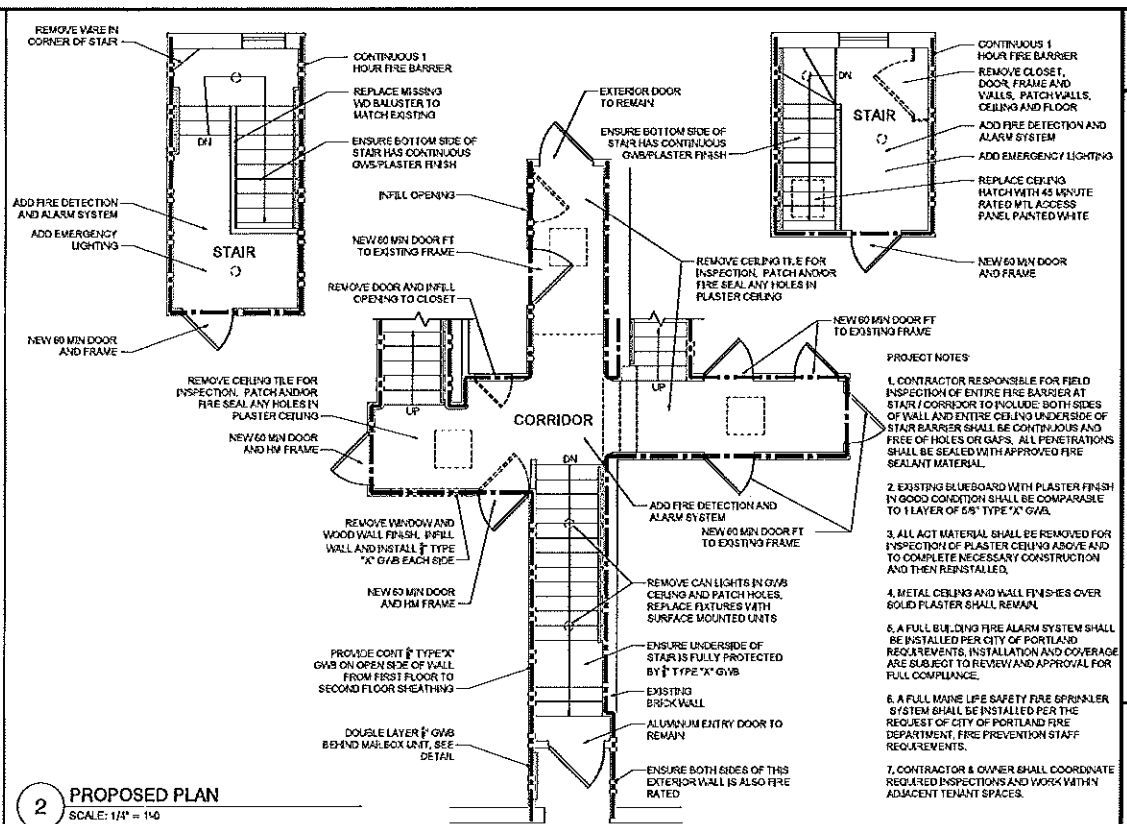 REMOVE WIRE IN
CORNER OF STAIR
CONTINUOUS 1
HOUR FIRE BARRIER
REPLACE MISSING
WD BALUSTER TO
MATCH EXISTING
ENSURE BOTTOM SIDE OF
STAIR HAS CONTINUOUS
GWB/PLASTER FINISH
DN
ADD FIRE DETECTION
AND ALARM SYSTEM
ADD EMERGENCY
LIGHTING
STAIR
NEW 60 MIN DOOR
AND FRAME
EXTERIOR DOOR
TO REMAIN
ENSURE BOTTOM SIDE OF
STAIR HAS CONTINUOUS
GWB/PLASTER FINISH
INFILL OPENING
NEW 60 MIN DOOR FT
TO EXISTING FRAME
REMOVE DOOR AND INFILL
OPENING TO CLOSET
DN
STAIR
CONTINUOUS 1
HOUR FIRE BARRIER
REMOVE CLOSET,
DOOR, FRAME AND
WALLS, PATCH WALLS,
CEILING AND FLOOR
ADD FIRE DETECTION AND
ALARM SYSTEM
ADD EMERGENCY LIGHTING
REPLACE CEILING
HATCH WITH 45 MINUTE
RATED MTL ACCESS
PANEL PAINTED WHITE
NEW 60 MIN DOOR
AND FRAME
REMOVE CEILING TILE FOR
INSPECTION. PATCH AND/OR
FIRE SEAL ANY HOLES IN
PLASTER CEILING
NEW 60 MIN DOOR FT
TO EXISTING FRAME
REMOVE CEILING TILE FOR
INSPECTION. PATCH AND/OR
FIRE SEAL ANY HOLES IN
PLASTER CEILING
UP
UP
CORRIDOR
NEW 60 MIN DOOR
AND HM FRAME
DN
ADD FIRE DETECTION AND
ALARM SYSTEM
NEW 60 MIN DOOR FT
TO EXISTING FRAME
REMOVE WINDOW AND
WOOD WALL FINISH. INFILL
WALL AND INSTALL TYPE
"X" GWB EACH SIDE
NEW 60 MIN DOOR
AND HM FRAME
REMOVE CAN LIGHTS IN GWB
CEILING AND PATCH HOLES,
REPLACE FIXTURES WITH
SURFACE MOUNTED UNITS
PROVIDE CONT TYPE "X"
GWB ON OPEN SIDE OF WALL
FROM FIRST FLOOR TO
SECOND FLOOR SHEATHING
ENSURE UNDERSIDE OF
STAIR IS FULLY PROTECTED
BY TYPE "X" GWB
EXISTING
BRICK WALL
ALUMINUM ENTRY DOOR TO
REMAIN
DOUBLE LAYER GWB
BEHIND MAILBOX UNIT, SEE
DETAIL
ENSURE BOTH SIDES OF THIS
EXTERIOR WALL IS ALSO FIRE
RATED
PROJECT NOTES:
1. CONTRACTOR RESPONSIBLE FOR FIELD
INSPECTION OF ENTIRE FIRE BARRIER AT
STAIR / CORRIDOR TO INCLUDE: BOTH SIDES
OF WALL AND ENTIRE CEILING UNDERSIDE OF
STAIR BARRIER SHALL BE CONTINUOUS AND
FREE OF HOLES OR GAPS. ALL PENETRATIONS
SHALL BE SEALED WITH APPROVED FIRE
SEALANT MATERIAL.
2. EXISTING BLUEBOARD WITH PLASTER FINISH
IN GOOD CONDITION SHALL BE COMPARABLE
TO 1 LAYER OF 5/8" TYPE "X" GWB.
3. ALL ACT MATERIAL SHALL BE REMOVED FOR
INSPECTION OF PLASTER CEILING ABOVE AND
TO COMPLETE NECESSARY CONSTRUCTION
AND THEN REINSTALLED.
4. METAL CEILING AND WALL FINISHES OVER
SOLID PLASTER SHALL REMAIN.
5. A FULL BUILDING FIRE ALARM SYSTEM SHALL
BE INSTALLED PER CITY OF PORTLAND
REQUIREMENTS, INSTALLATION AND COVERAGE
ARE SUBJECT TO REVIEW AND APPROVAL FOR
FULL COMPLIANCE.
6. A FULL MAINE LIFE SAFETY FIRE SPRINKLER
SYSTEM SHALL BE INSTALLED PER THE
REQUEST OF CITY OF PORTLAND FIRE
DEPARTMENT, FIRE PREVENTION STAFF
REQUIREMENTS.
7. CONTRACTOR & OWNER SHALL COORDINATE
REQUIRED INSPECTIONS AND WORK WITHIN
ADJACENT TENANT SPACES.
2 PROPOSED PLAN
SCALE: 1/4" = 1'-0